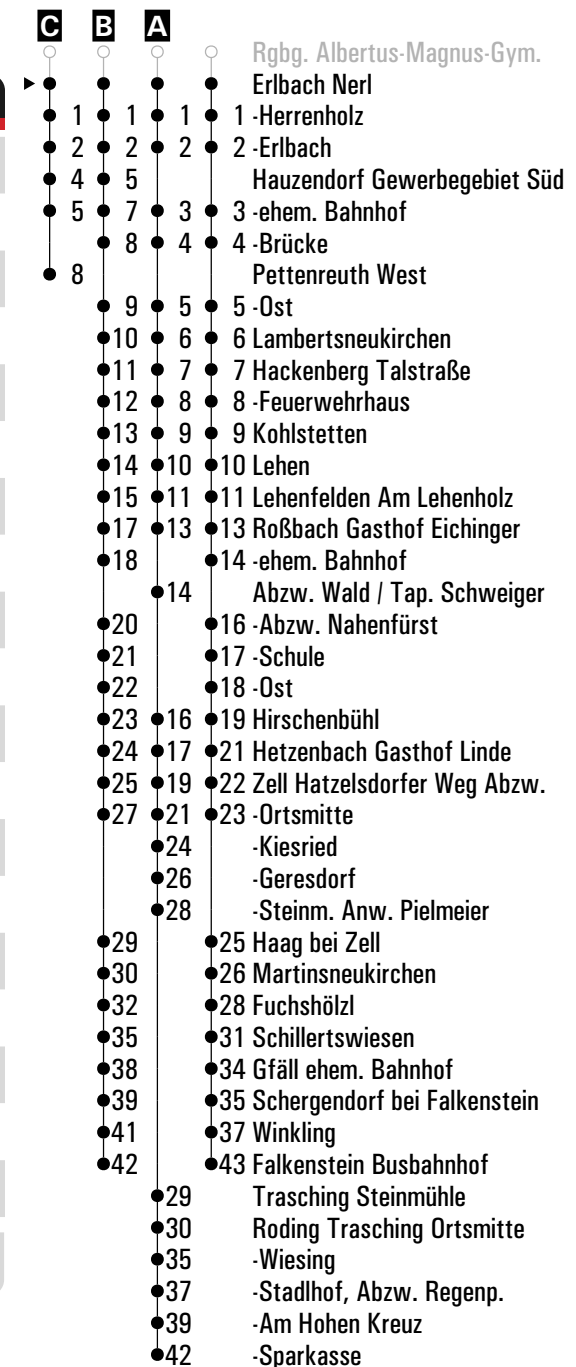 C B A
Rgbg. Albertus-Magnus-Gym.
Erlbach Nerl
1 1 1 1 -Herrenholz
2 2 2 2 -Erlbach
4 5 Hauzendorf Gewerbegebiet Süd
5 7 3 3 -ehem. Bahnhof
8 4 4 -Brücke
8 Pettenreuth West
9 5 5 -Ost
10 6 6 Lambertsneukirchen
11 7 7 Hackenberg Talstraße
12 8 8 -Feuerwehrhaus
13 9 9 Kohlstetten
14 10 10 Lehen
15 11 11 Lehenfelden Am Lehenholz
17 13 13 Roßbach Gasthof Eichinger
18 14 -ehem. Bahnhof
14 Abzw. Wald / Tap. Schweiger
20 16 -Abzw. Nahenfürst
21 17 -Schule
22 18 -Ost
23 16 19 Hirschenbühl
24 17 21 Hetzenbach Gasthof Linde
25 19 22 Zell Hatzelsdorfer Weg Abzw.
27 21 23 -Ortsmitte
24 -Kiesried
26 -Geresdorf
28 -Steinm. Anw. Pielmeier
29 25 Haag bei Zell
30 26 Martinsneukirchen
32 28 Fuchshölzl
35 31 Schillertswiesen
38 34 Gfäll ehem. Bahnhof
39 35 Schergendorf bei Falkenstein
41 37 Winkling
42 43 Falkenstein Busbahnhof
29 Trasching Steinmühle
30 Roding Trasching Ortsmitte
35 -Wiesing
37 -Stadlhof, Abzw. Regenp.
39 -Am Hohen Kreuz
42 -Sparkasse